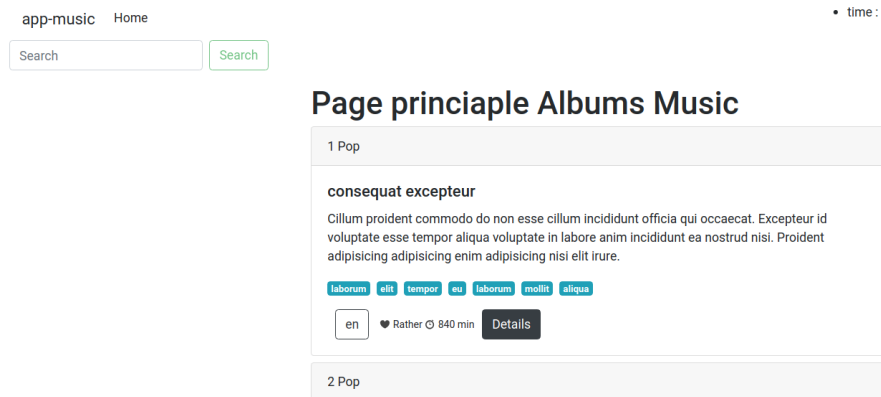 app-music Home
time :
Search Search
Page princiaple Albums Music
1 Pop
consequat excepteur
Cillum proident commodo do non esse cillum incididunt officia qui occaecat. Excepteur id
voluptate esse tempor aliqua voluptate in labore anim incididunt ea nostrud nisi. Proident
adipisicing adipisicing enim adipisicing nisi elit irure.
laborum elit tempor eu laborum mollit aliqua
en Rather 840 min Details
2 Pop